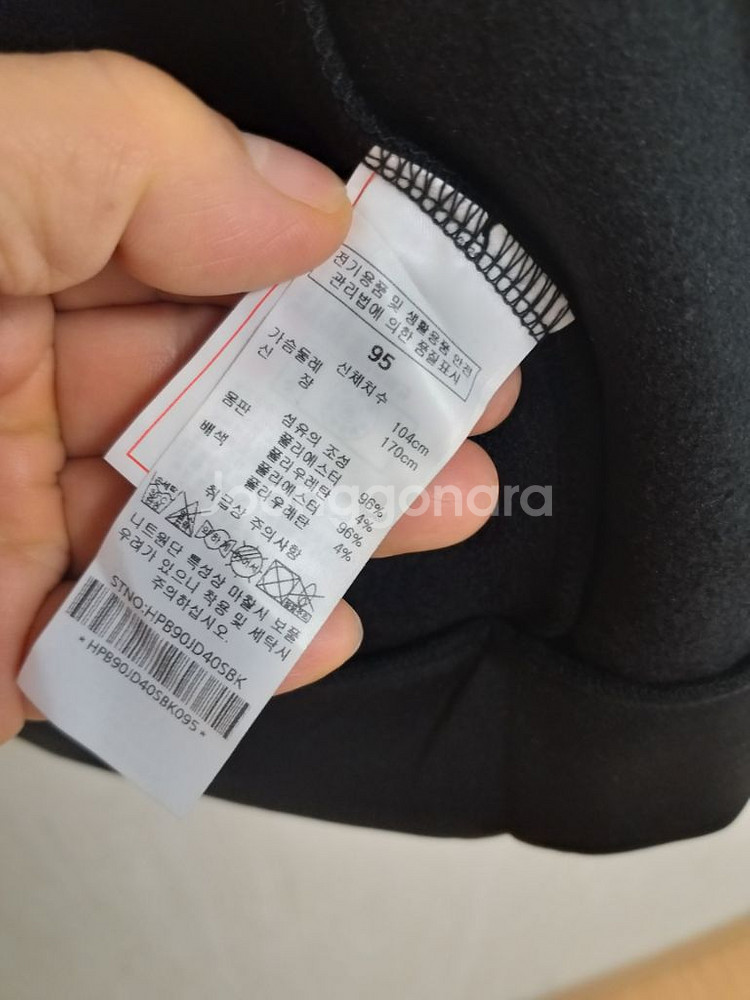 전기용품 및 생활용품 안전
관리법에 의한 품질표시
95
신체치수
가슴둘레 104cm
신 장 170cm
섬유의 조성
몸판 폴리에스터 96%
폴리우레탄 4%
배색 폴리에스터 96%
폴리우레탄 4%
취급상 주의사항
니트원단 특성상 마찰시 보풀
우려가 있으니 착용 및 세탁시
주의하십시오.
STNO:HPB90JD40SBK
*HPB90JD40SBK095*